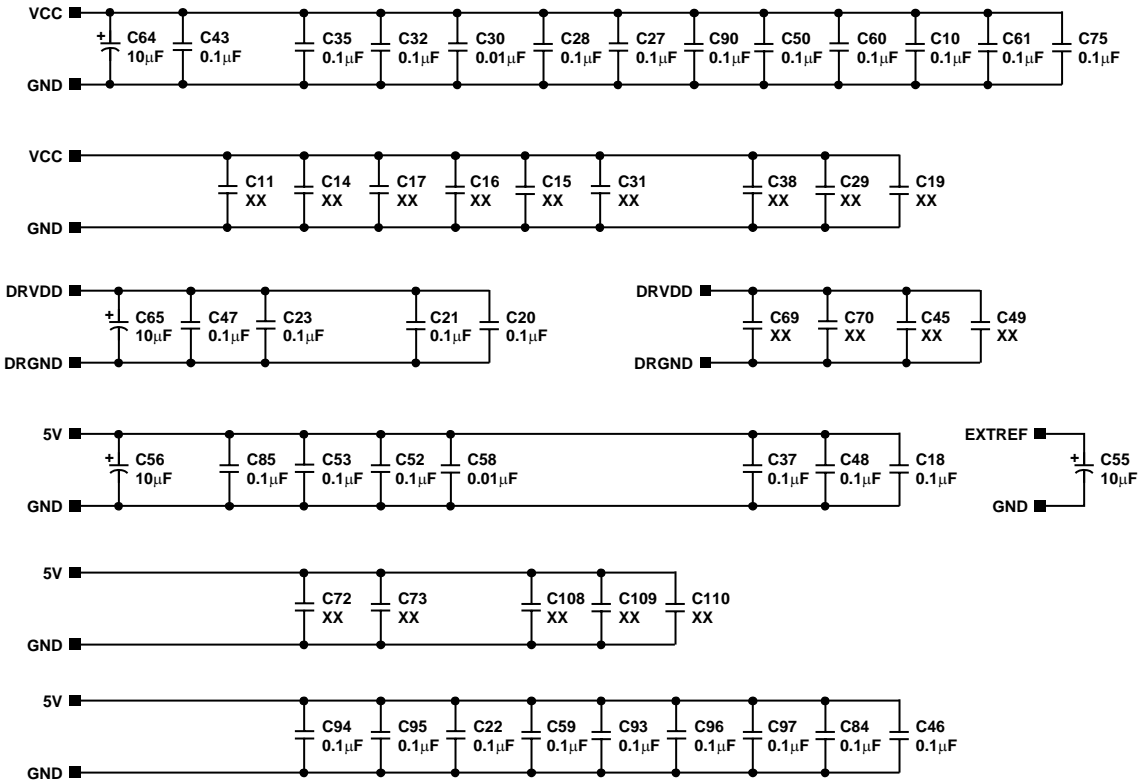 VCC
C64
C43
C35
C32
C30
C28
C27
C90
C50
C60
C10
C61
C75
+
10μF
0.1μF
0.1μF
0.1μF
0.01μF
0.1μF
0.1μF
0.1μF
0.1μF
0.1μF
0.1μF
0.1μF
0.1μF
GND
VCC
C11
C14
C17
C16
C15
C31
C38
C29
C19
XX
XX
XX
XX
XX
XX
XX
XX
XX
GND
DRVDD
+
C65
C47
C23
C21
C20
10μF
0.1μF
0.1μF
0.1μF
0.1μF
DRGND
DRVDD
C69
C70
C45
C49
XX
XX
XX
XX
DRGND
5V
+
C56
C85
C53
C52
C58
C37
C48
C18
10μF
0.1μF
0.1μF
0.1μF
0.01μF
0.1μF
0.1μF
0.1μF
GND
EXTREF
+
C55
10μF
GND
5V
C72
C73
C108
C109
C110
XX
XX
XX
XX
XX
GND
5V
C94
C95
C22
C59
C93
C96
C97
C84
C46
0.1μF
0.1μF
0.1μF
0.1μF
0.1μF
0.1μF
0.1μF
0.1μF
0.1μF
GND